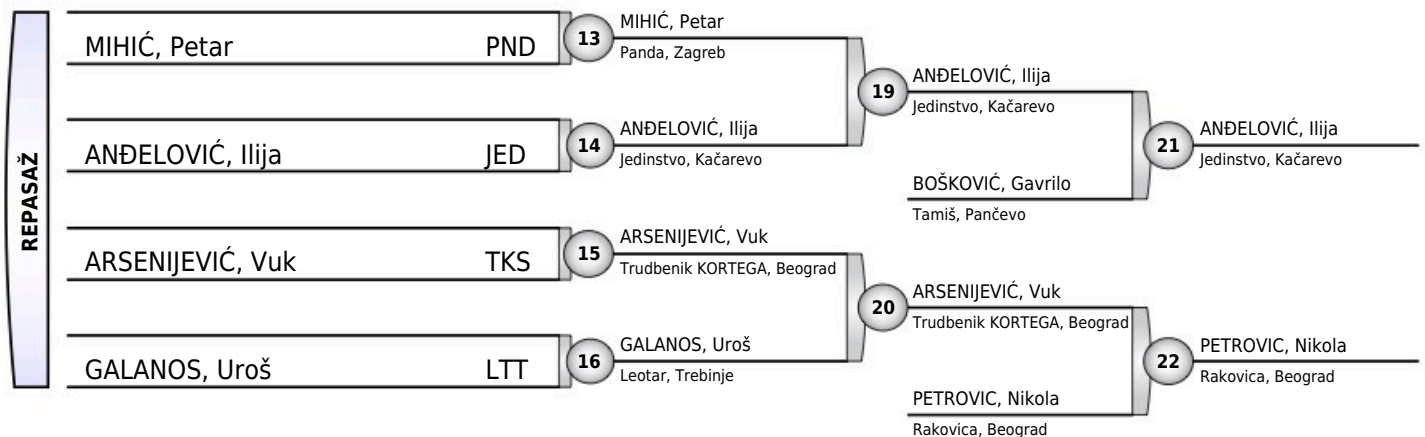 REPASAŽ
MIHIĆ, Petar PND
ANĐELOVIĆ, Ilija JED
ARSENIJEVIĆ, Vuk TKS
GALANOS, Uroš LTT
13
MIHIĆ, Petar
Panda, Zagreb
14
ANĐELOVIĆ, Ilija
Jedinstvo, Kačarevo
15
ARSENIJEVIĆ, Vuk
Trudbenik KORTEGA, Beograd
16
GALANOS, Uroš
Leotar, Trebinje
19
ANĐELOVIĆ, Ilija
Jedinstvo, Kačarevo
BOŠKOVIĆ, Gavrilo
Tamiš, Pančevo
20
ARSENIJEVIĆ, Vuk
Trudbenik KORTEGA, Beograd
PETROVIC, Nikola
Rakovica, Beograd
21
ANĐELOVIĆ, Ilija
Jedinstvo, Kačarevo
22
PETROVIC, Nikola
Rakovica, Beograd